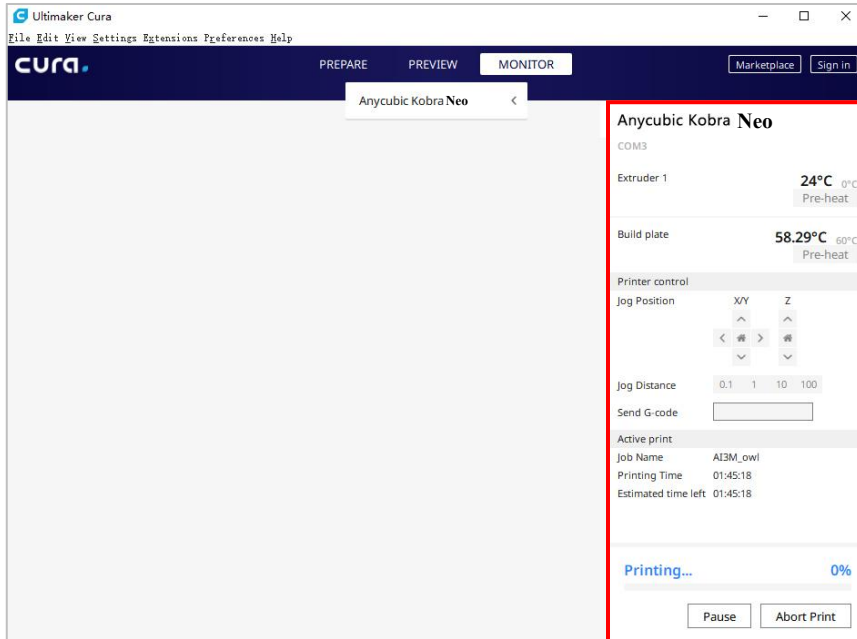 Ultimaker Cura
File Edit View Settings Extensions Preferences Help
cura.
PREPARE PREVIEW MONITOR
Marketplace Sign in
Anycubic Kobra Neo
Anycubic Kobra Neo
COM3
Extruder 1 24°C 0°C
Pre-heat
Build plate 58.29°C 60°C
Pre-heat
Printer control
Jog Position X/Y Z
Jog Distance 0.1 1 10 100
Send G-code
Active print
Job Name AI3M_owl
Printing Time 01:45:18
Estimated time left 01:45:18
Printing... 0%
Pause Abort Print